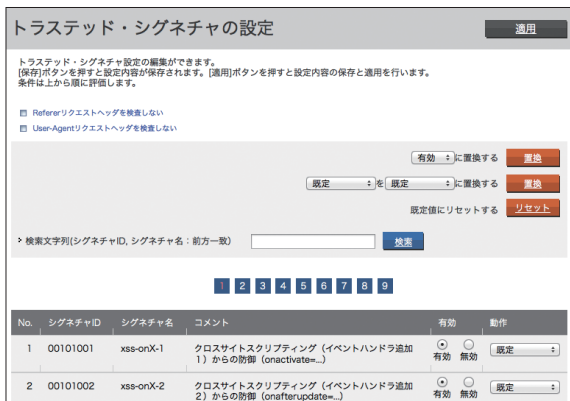 トラステッド・シグネチャの設定
適用
トラステッド・シグネチャ設定の編集ができます。
[保存]ボタンを押すと設定内容が保存されます。[適用]ボタンを押すと設定内容の保存と適用を行います。
条件は上から順に評価します。
Refererリクエストヘッダを検査しない
User-Agentリクエストヘッダを検査しない
有効 に置換する 置換
既定 を 既定 に置換する 置換
既定値にリセットする リセット
検索文字列(シグネチャID, シグネチャ名：前方一致) 検索
1 2 3 4 5 6 7 8 9
No. シグネチャID シグネチャ名 コメント 有効 動作
1 00101001 xss-onX-1 クロスサイトスクリプティング（イベントハンドラ追加
1）からの防御（onactivate=...） 有効 無効 既定
2 00101002 xss-onX-2 クロスサイトスクリプティング（イベントハンドラ追加
2）からの防御（onafterupdate=...） 有効 無効 既定